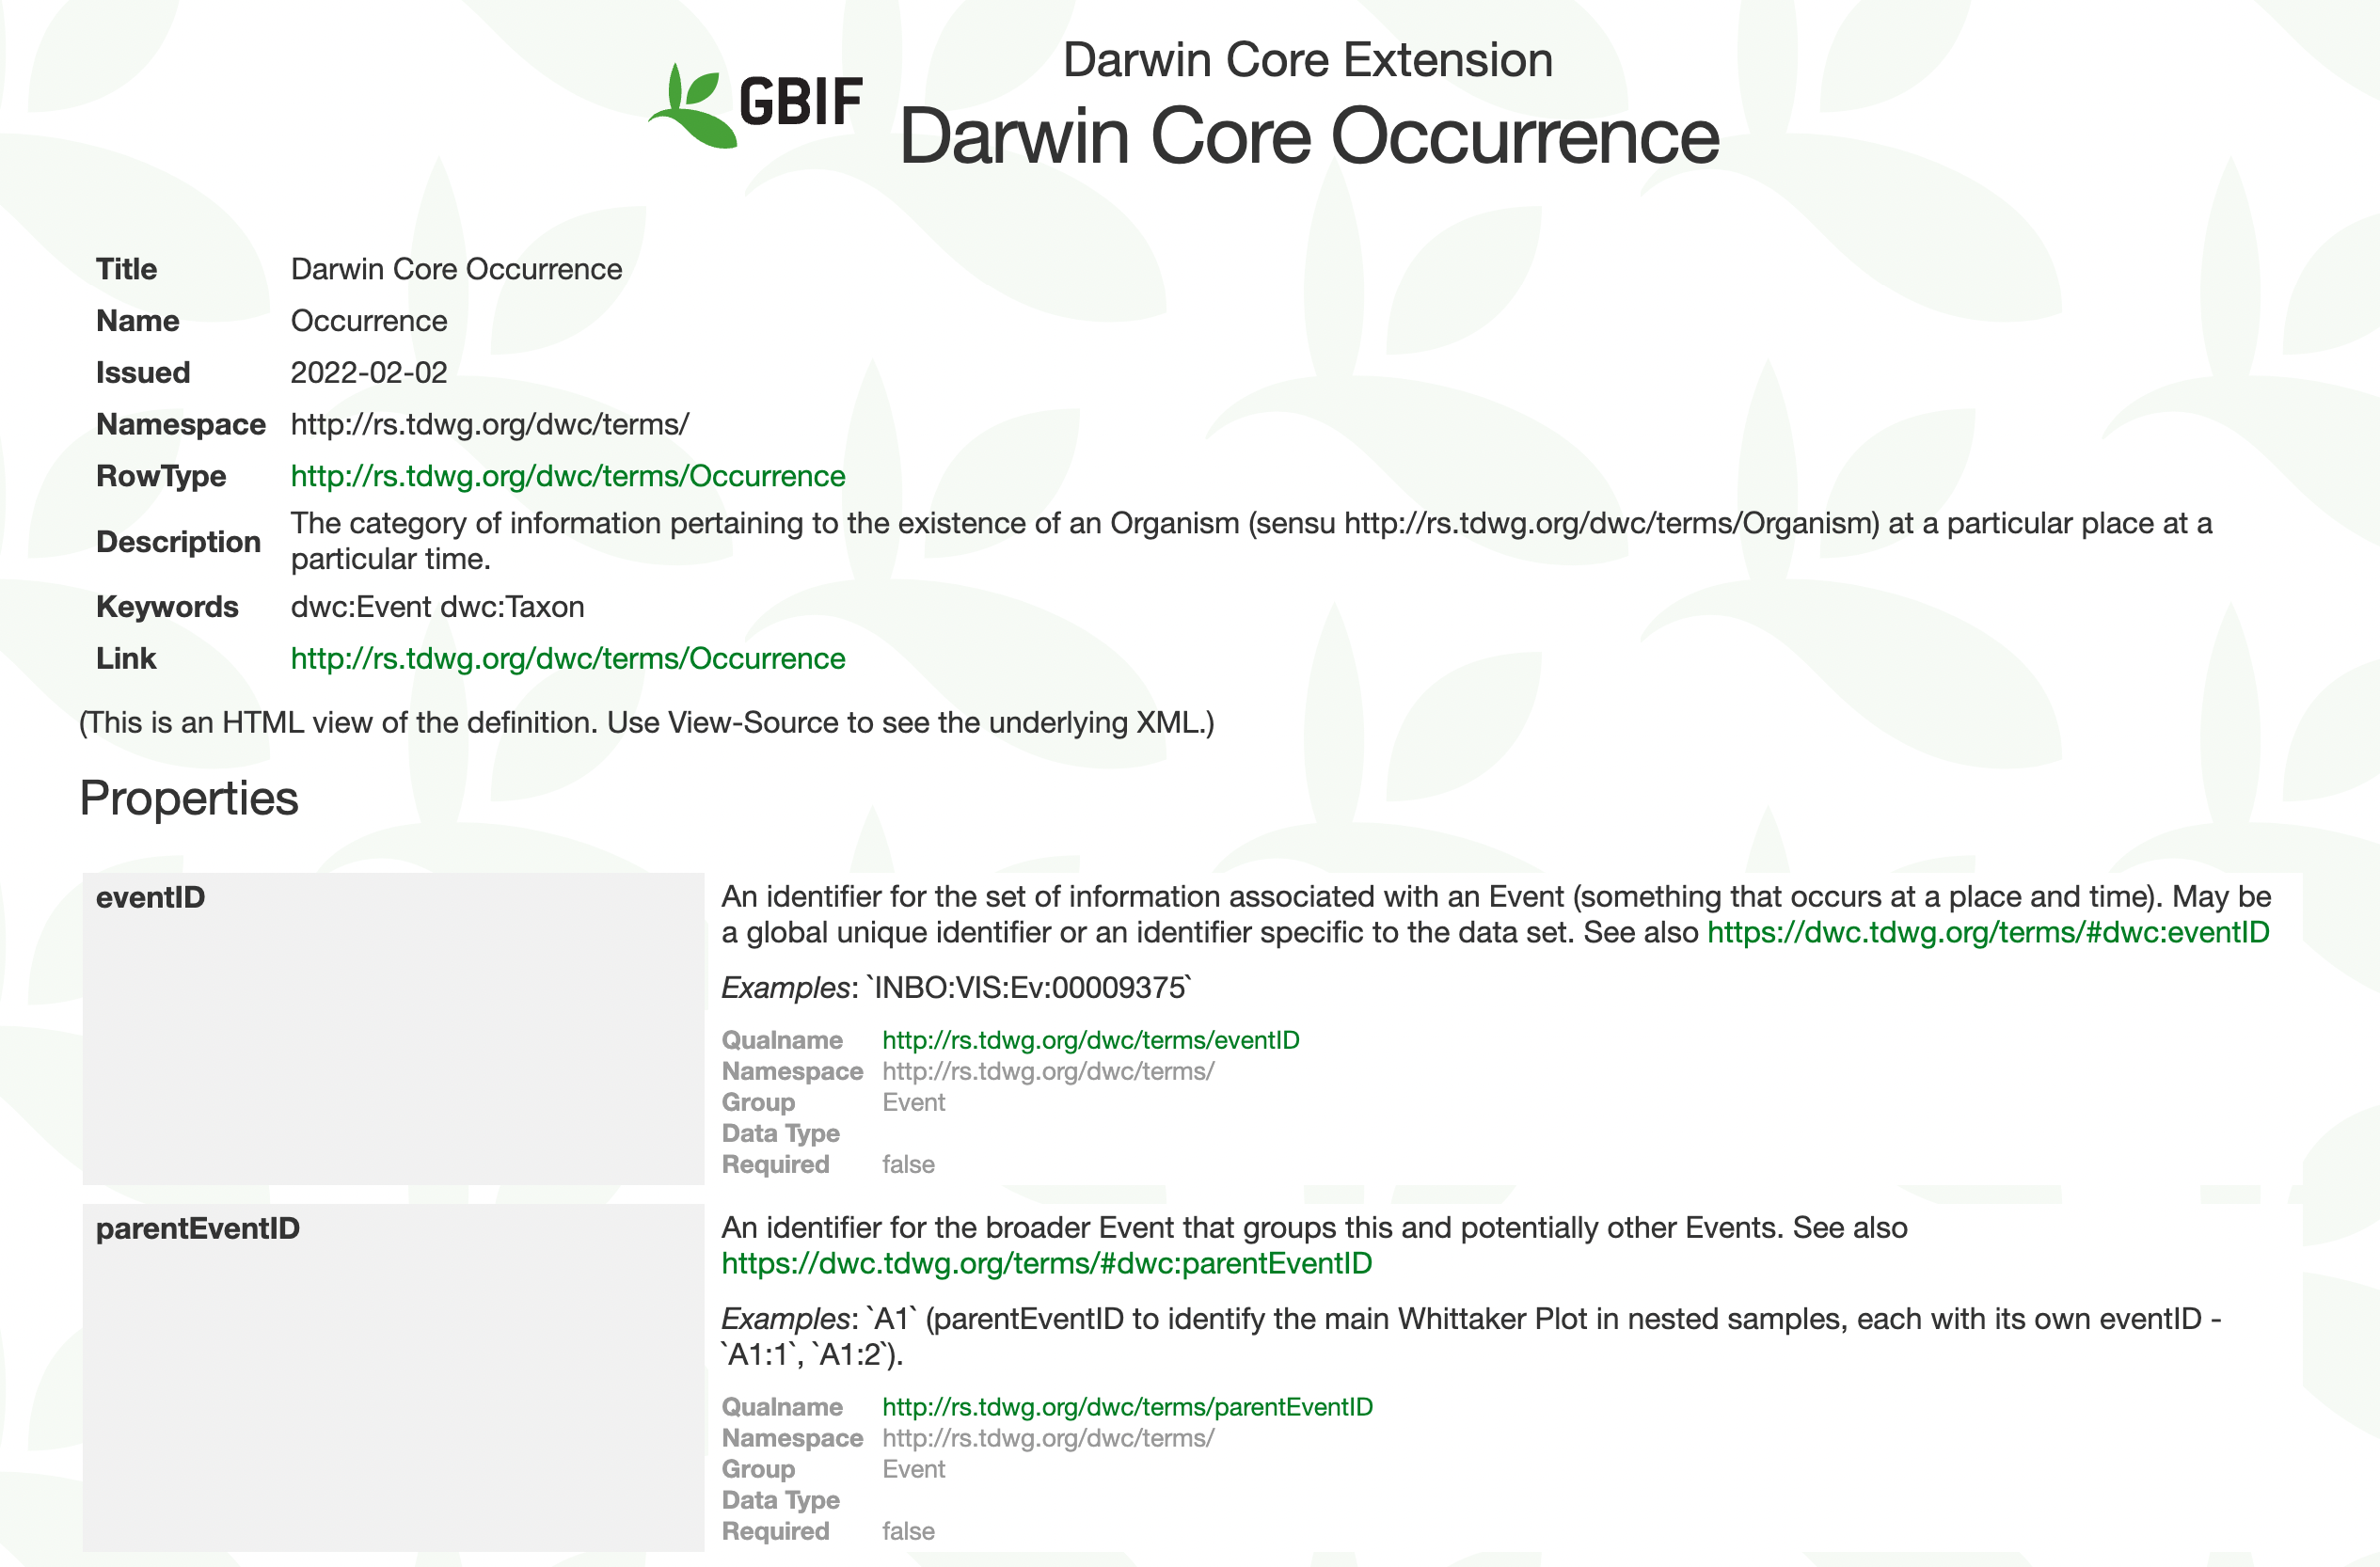 GBIF
Darwin Core Extension
Darwin Core Occurrence
Title Darwin Core Occurrence
Name Occurrence
Issued 2022-02-02
Namespace http://rs.tdwg.org/dwc/terms/
RowType http://rs.tdwg.org/dwc/terms/Occurrence
Description The category of information pertaining to the existence of an Organism (sensu http://rs.tdwg.org/dwc/terms/Organism) at a particular place at a
particular time.
Keywords dwc:Event dwc:Taxon
Link http://rs.tdwg.org/dwc/terms/Occurrence
(This is an HTML view of the definition. Use View-Source to see the underlying XML.)
Properties
eventID
An identifier for the set of information associated with an Event (something that occurs at a place and time). May be
a global unique identifier or an identifier specific to the data set. See also https://dwc.tdwg.org/terms/#dwc:eventID
Examples: `INBO:VIS:Ev:00009375`
Qualname http://rs.tdwg.org/dwc/terms/eventID
Namespace http://rs.tdwg.org/dwc/terms/
Group Event
Data Type
Required false
parentEventID
An identifier for the broader Event that groups this and potentially other Events. See also
https://dwc.tdwg.org/terms/#dwc:parentEventID
Examples: `A1` (parentEventID to identify the main Whittaker Plot in nested samples, each with its own eventID -
`A1:1`, `A1:2`).
Qualname http://rs.tdwg.org/dwc/terms/parentEventID
Namespace http://rs.tdwg.org/dwc/terms/
Group Event
Data Type
Required false